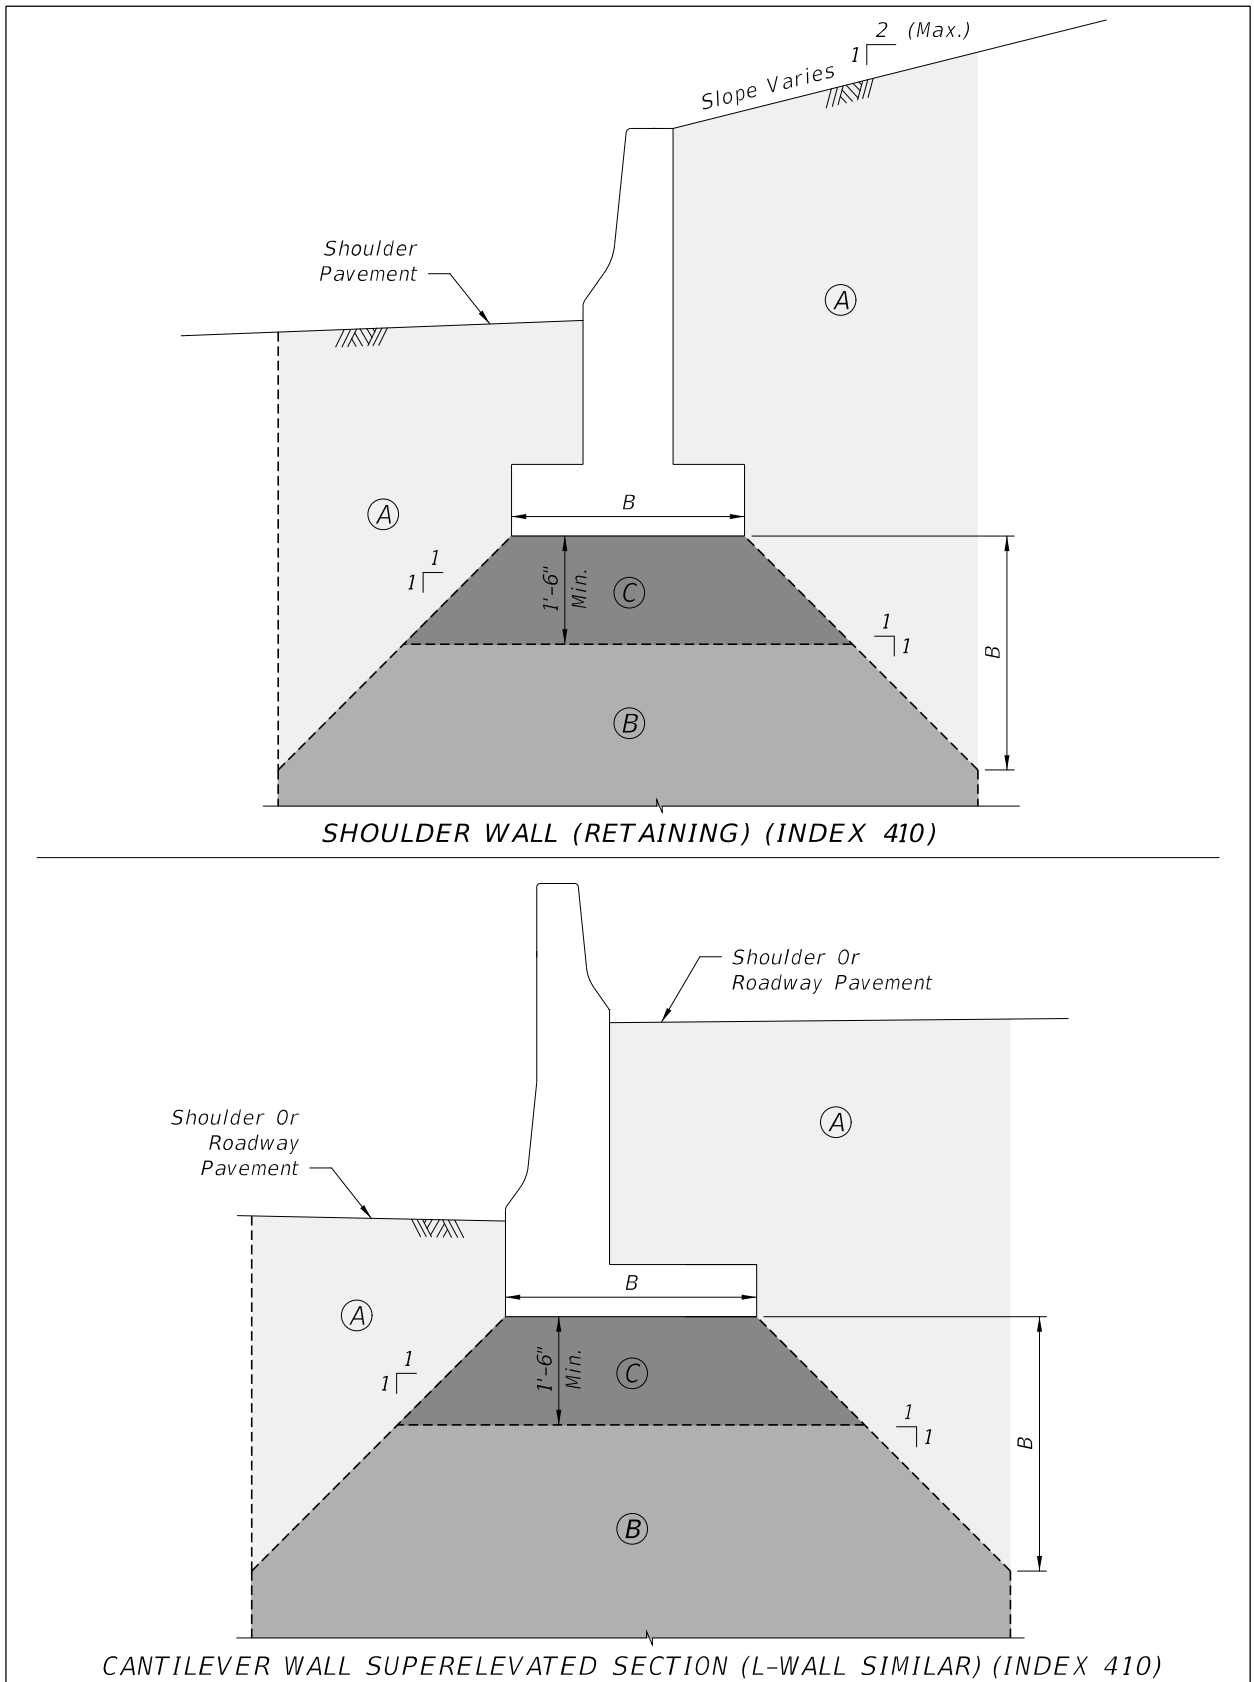 2 (Max.)
1
Slope Varies
Shoulder
Pavement
A
A
B
1
1
1'-6"
Min.
C
1
1
B
B
SHOULDER WALL (RETAINING) (INDEX 410)
Shoulder Or
Roadway Pavement
Shoulder Or
Roadway
Pavement
A
A
B
1
1
1'-6"
Min.
C
1
1
B
B
CANTILEVER WALL SUPERELEVATED SECTION (L-WALL SIMILAR) (INDEX 410)